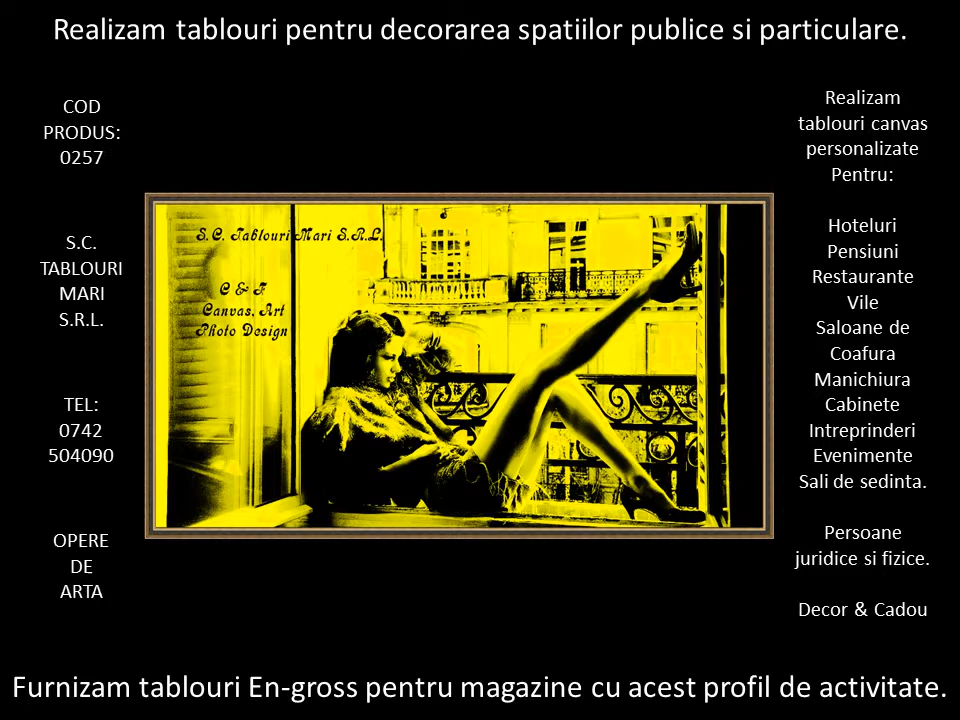 Realizam tablouri pentru decorarea spatiilor publice si particulare.
COD
PRODUS:
0257
S.C.
TABLOURI
MARI
S.R.L.
TEL:
0742
504090
OPERE
DE
ARTA
S.C. Tablouri Mari S.R.L.
C & F
Canvas, Art
Photo Design
Realizam
tablouri canvas
personalizate
Pentru:
Hoteluri
Pensiuni
Restaurante
Vile
Saloane de
Coafura
Manichiura
Cabinete
Intreprinderi
Evenimente
Sali de sedinta.
Persoane
juridice si fizice.
Decor & Cadou
Furnizam tablouri En-gross pentru magazine cu acest profil de activitate.